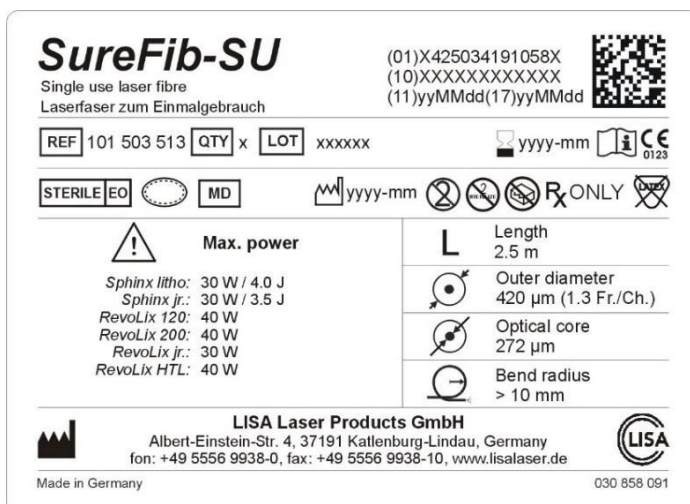 SureFib-SU
Single use laser fibre
Laserfaser zum Einmalgebrauch
(01)X425034191058X
(10)XXXXXXXXXXXX
(11)yyMMdd(17)yyMMdd
REF 101 503 513 QTY x LOT xxxxxx yyyy-mm i CE 0123
STERILE EO MD yyyy-mm 2 2 STERILIZE Rx ONLY LATEX
! Max. power
Sphinx litho: 30 W / 4.0 J
Sphinx jr.: 30 W / 3.5 J
RevoLix 120: 40 W
RevoLix 200: 40 W
RevoLix jr.: 30 W
RevoLix HTL: 40 W
L Length
2.5 m
Outer diameter
420 µm (1.3 Fr./Ch.)
Optical core
272 µm
Bend radius
> 10 mm
LISA Laser Products GmbH
Albert-Einstein-Str. 4, 37191 Katlenburg-Lindau, Germany
fon: +49 5556 9938-0, fax: +49 5556 9938-10, www.lisalaser.de
LISA
Made in Germany 030 858 091